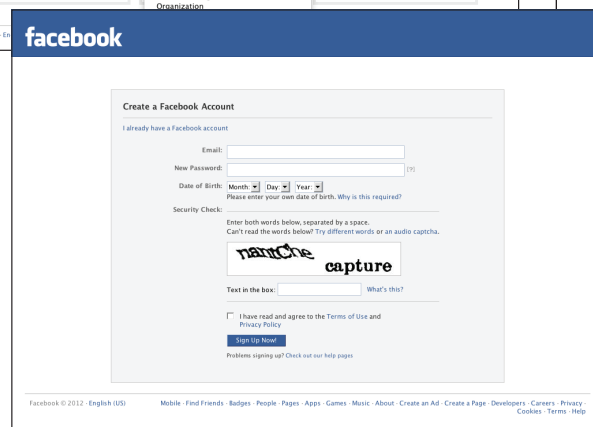 Organization
En
facebook
Create a Facebook Account
I already have a Facebook account
Email:
New Password: [?]
Date of Birth: Month: Day: Year:
Please enter your own date of birth. Why is this required?
Security Check:
Enter both words below, separated by a space.
Can't read the words below? Try different words or an audio captcha.
capture
Text in the box: What's this?
I have read and agree to the Terms of Use and
Privacy Policy
Sign Up Now!
Problems signing up? Check out our help pages
Facebook © 2012 · English (US) Mobile · Find Friends · Badges · People · Pages · Apps · Games · Music · About · Create an Ad · Create a Page · Developers · Careers · Privacy ·
Cookies · Terms · Help